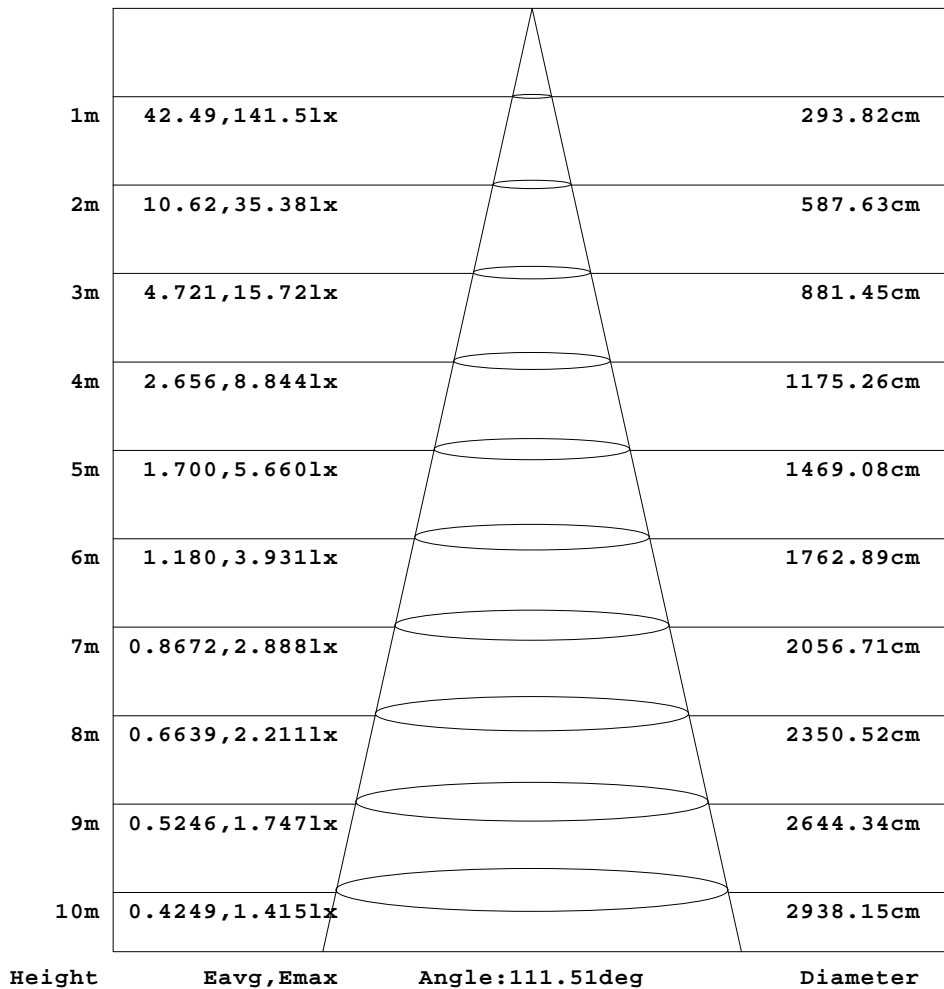 1m 42.49,141.5lx 293.82cm
2m 10.62,35.38lx 587.63cm
3m 4.721,15.72lx 881.45cm
4m 2.656,8.844lx 1175.26cm
5m 1.700,5.660lx 1469.08cm
6m 1.180,3.931lx 1762.89cm
7m 0.8672,2.888lx 2056.71cm
8m 0.6639,2.211lx 2350.52cm
9m 0.5246,1.747lx 2644.34cm
10m 0.4249,1.415lx 2938.15cm
Height Eavg,Emax Angle:111.51deg Diameter